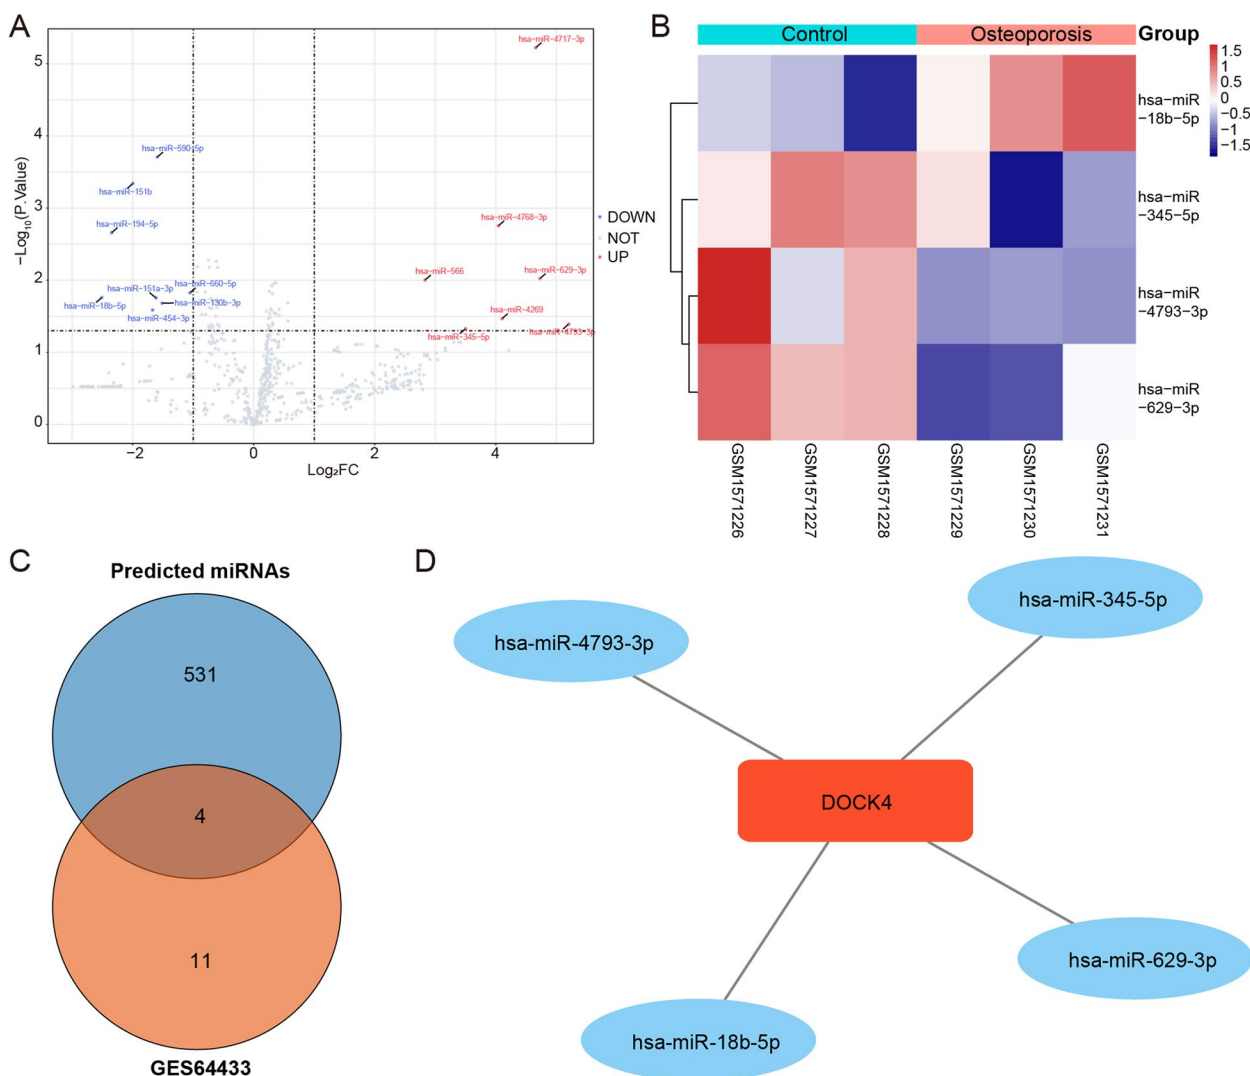 A
hsa-miR-4717-3p
5
4
hsa-miR-590-5p
hsa-miR-151b
3
hsa-miR-194-5p
hsa-miR-4768-3p
hsa-miR-566
hsa-miR-629-3p
2
hsa-miR-151a-3p
hsa-miR-660-5p
hsa-miR-18b-5p
hsa-miR-130b-3p
hsa-miR-454-3p
hsa-miR-4269
hsa-miR-345-5p
hsa-miR-4793-3p
1
0
-Log10(P.Value)
−2
0
2
4
Log₂FC
DOWN
NOT
UP
B
Control
Osteoporosis
Group
1.5
1
0.5
0
−0.5
−1
−1.5
hsa−miR
−18b−5p
hsa−miR
−345−5p
hsa−miR
−4793−3p
hsa−miR
−629−3p
GSM1571226
GSM1571227
GSM1571228
GSM1571229
GSM1571230
GSM1571231
C
Predicted miRNAs
531
4
11
GES64433
D
hsa-miR-4793-3p
hsa-miR-345-5p
DOCK4
hsa-miR-629-3p
hsa-miR-18b-5p